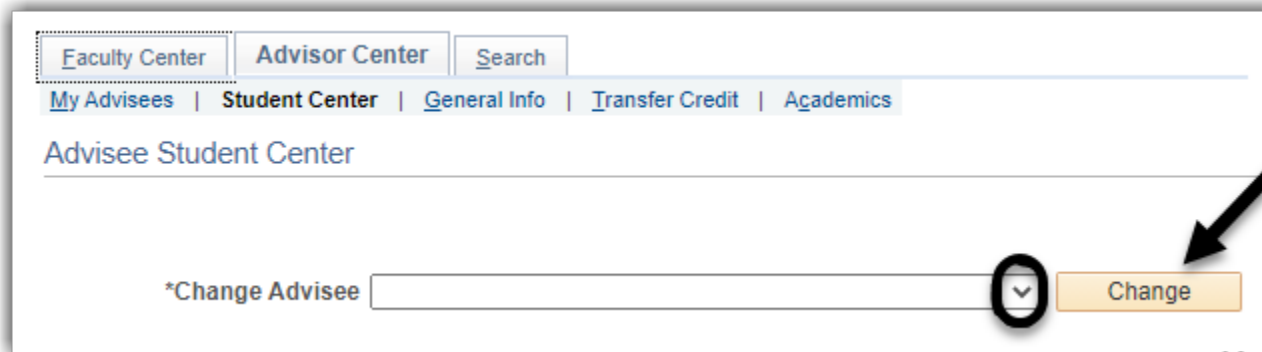 Faculty Center Advisor Center Search
My Advisees | Student Center | General Info | Transfer Credit | Academics
Advisee Student Center
*Change Advisee Change